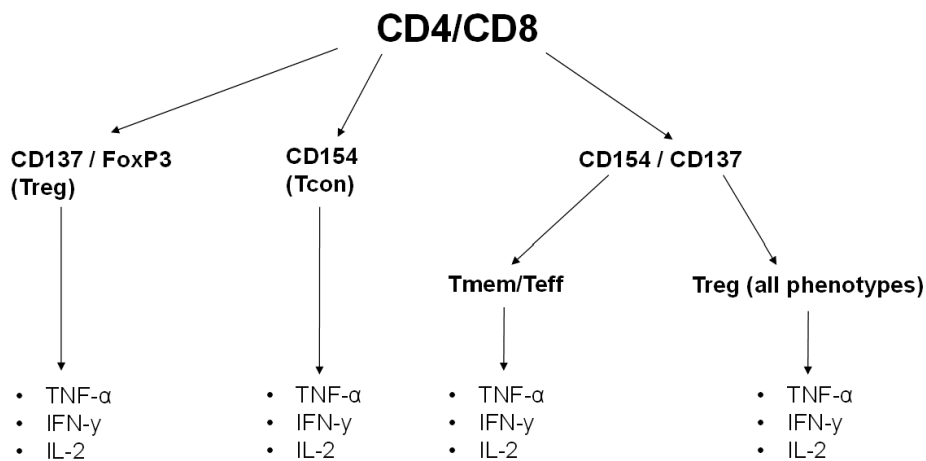 CD4/CD8
CD137 / FoxP3
(Treg)
CD154
(Tcon)
CD154 / CD137
Tmem/Teff
Treg (all phenotypes)
• TNF-α
• IFN-y
• IL-2
• TNF-α
• IFN-y
• IL-2
• TNF-α
• IFN-y
• IL-2
• TNF-α
• IFN-y
• IL-2